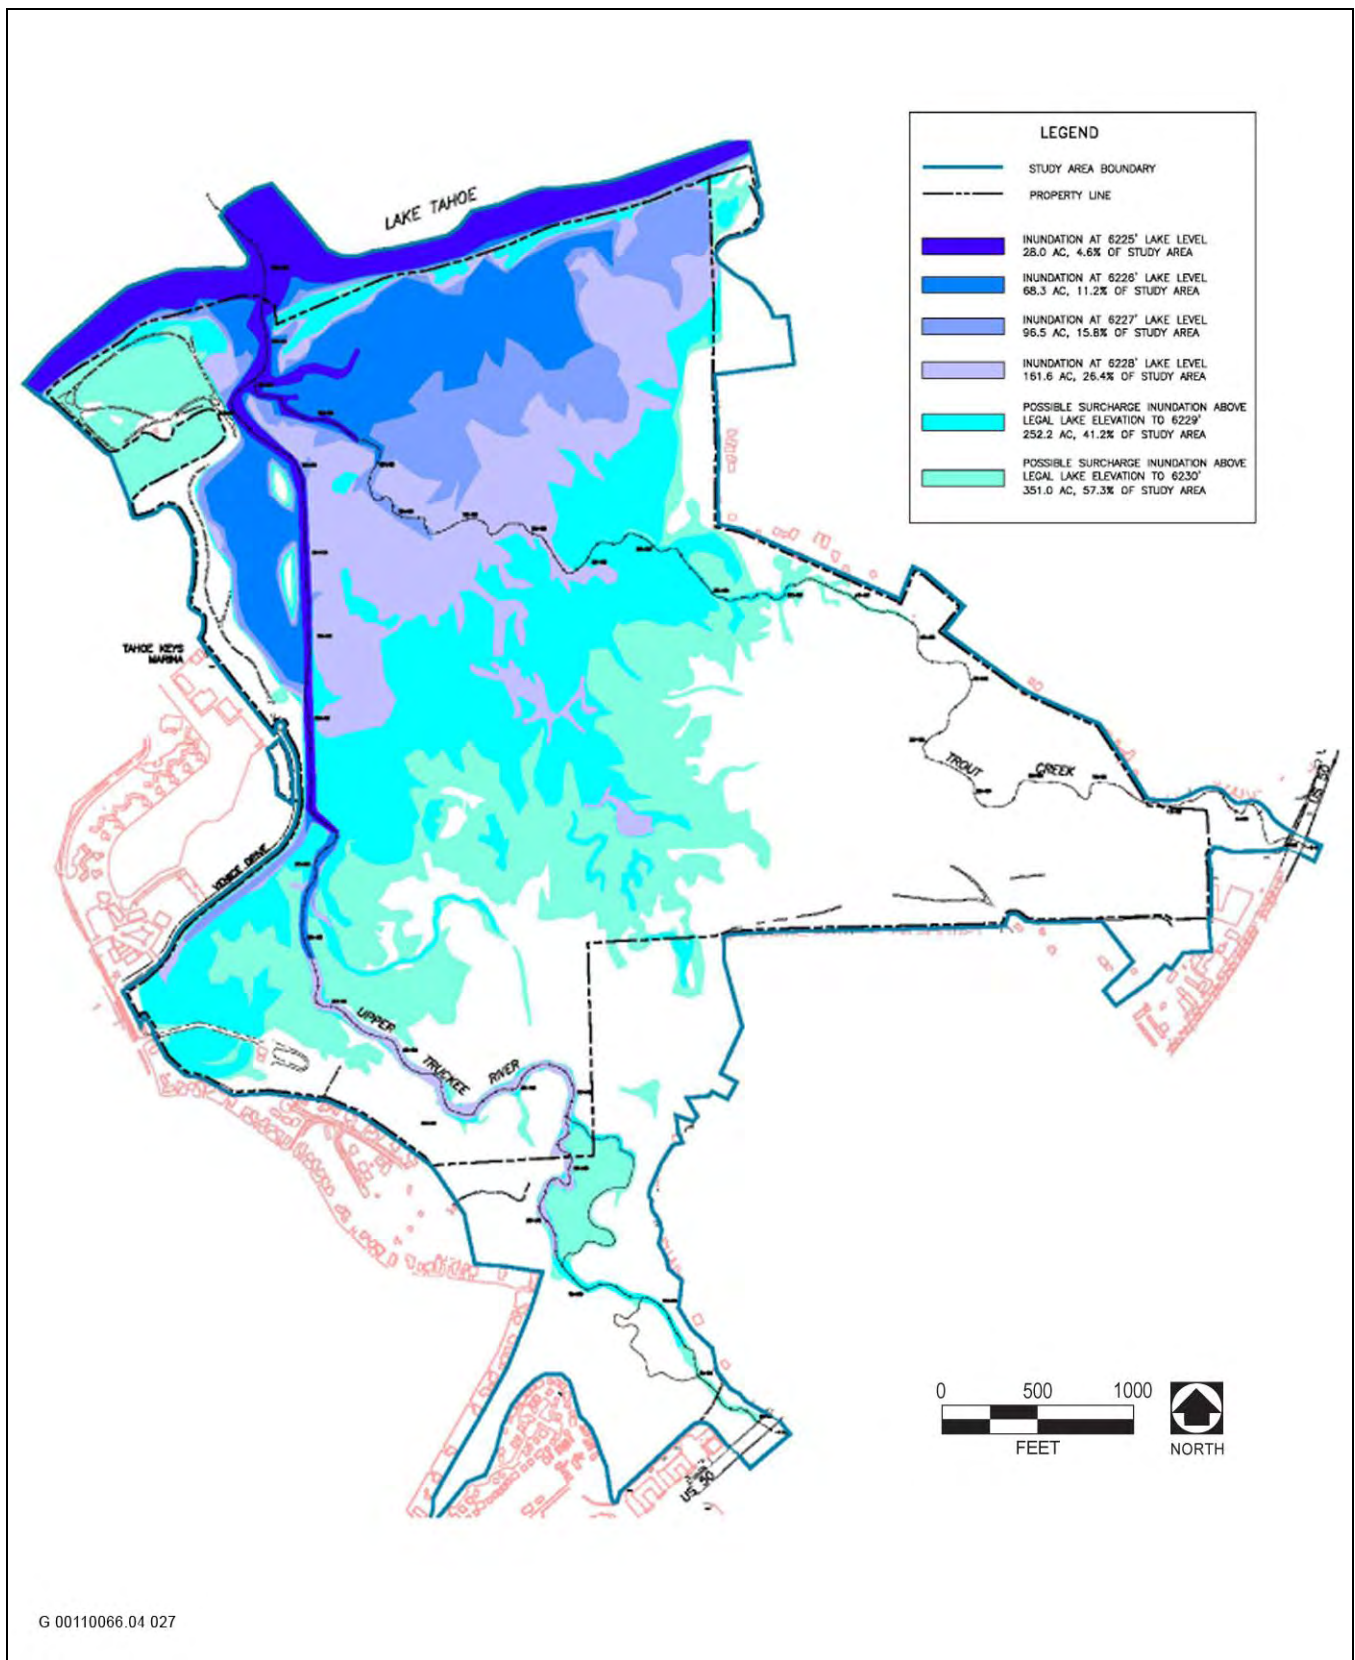 LAKE TAHOE
LEGEND
STUDY AREA BOUNDARY
PROPERTY LINE
INUNDATION AT 6225' LAKE LEVEL
28.0 AC, 4.6% OF STUDY AREA
INUNDATION AT 6226' LAKE LEVEL
68.3 AC, 11.2% OF STUDY AREA
INUNDATION AT 6227' LAKE LEVEL
96.5 AC, 15.8% OF STUDY AREA
INUNDATION AT 6228' LAKE LEVEL
161.6 AC, 26.4% OF STUDY AREA
POSSIBLE SURCHARGE INUNDATION ABOVE
LEGAL LAKE ELEVATION TO 6229'
252.2 AC, 41.2% OF STUDY AREA
POSSIBLE SURCHARGE INUNDATION ABOVE
LEGAL LAKE ELEVATION TO 6230'
351.0 AC, 57.3% OF STUDY AREA
TAHOE KEYS
MARINA
TROUT CREEK
US 50
VENICE DRIVE
UPPER TRUCKEE RIVER
US 50
0 500 1000
FEET
NORTH
G 00110066.04 027